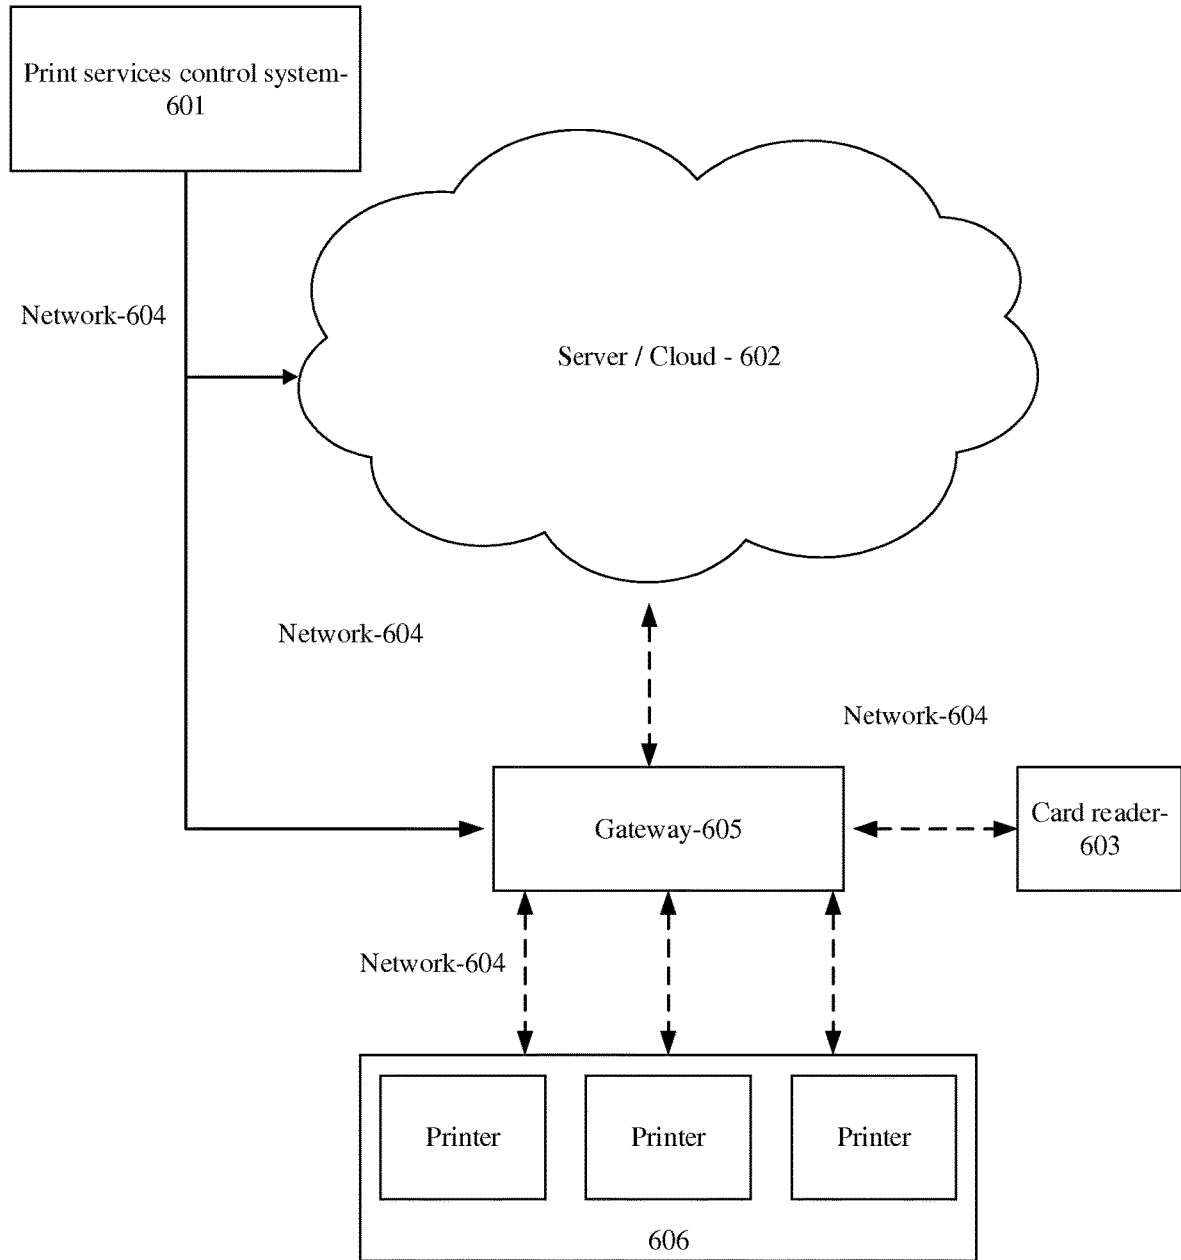 Print services control system-
601
Network-604
Server / Cloud - 602
Network-604
Network-604
Gateway-605
Card reader-
603
Network-604
Printer
Printer
Printer
606